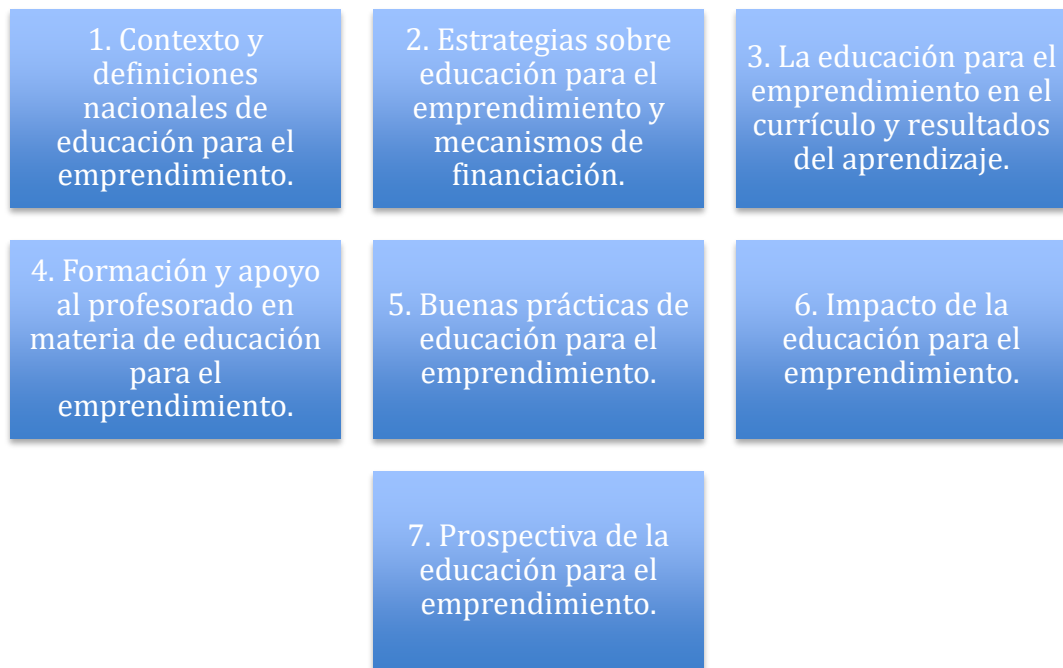 1. Contexto y
definiciones
nacionales de
educación para el
emprendimiento.
2. Estrategias sobre
educación para el
emprendimiento y
mecanismos de
financiación.
3. La educación para el
emprendimiento en el
currículo y resultados
del aprendizaje.
4. Formación y apoyo
al profesorado en
materia de educación
para el
emprendimiento.
5. Buenas prácticas de
educación para el
emprendimiento.
6. Impacto de la
educación para el
emprendimiento.
7. Prospectiva de la
educación para el
emprendimiento.